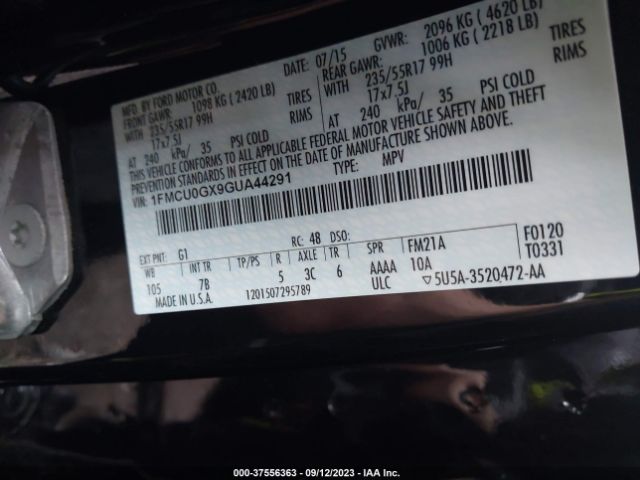 MFD. BY FORD MOTOR CO.
DATE: 07/15 GVWR: 2096 KG ( 4620 LB)
FRONT GAWR: 1098 KG ( 2420 LB)
REAR GAWR: 1006 KG ( 2218 LB)
WITH 235/55R17 99H TIRES
WITH 235/55R17 99H TIRES
17x7.5J RIMS
17x7.5J RIMS
AT 240 kPa/ 35 PSI COLD
AT 240 kPa/ 35 PSI COLD
THIS VEHICLE CONFORMS TO ALL APPLICABLE FEDERAL MOTOR VEHICLE SAFETY AND THEFT
PREVENTION STANDARDS IN EFFECT ON THE DATE OF MANUFACTURE SHOWN ABOVE.
VIN: 1FMCU0GX9GUA44291 TYPE: MPV
EXT PNT: G1 RC: 48 DSO: F0120
WB INT TR TP/PS R AXLE TR SPR FM21A T0331
105 7B 5 3C 6 AAAA 10A
MADE IN U.S.A. 1201507295789 ULC ▽5U5A-3520472-AA
000-37556363 - 09/12/2023 - IAA Inc.